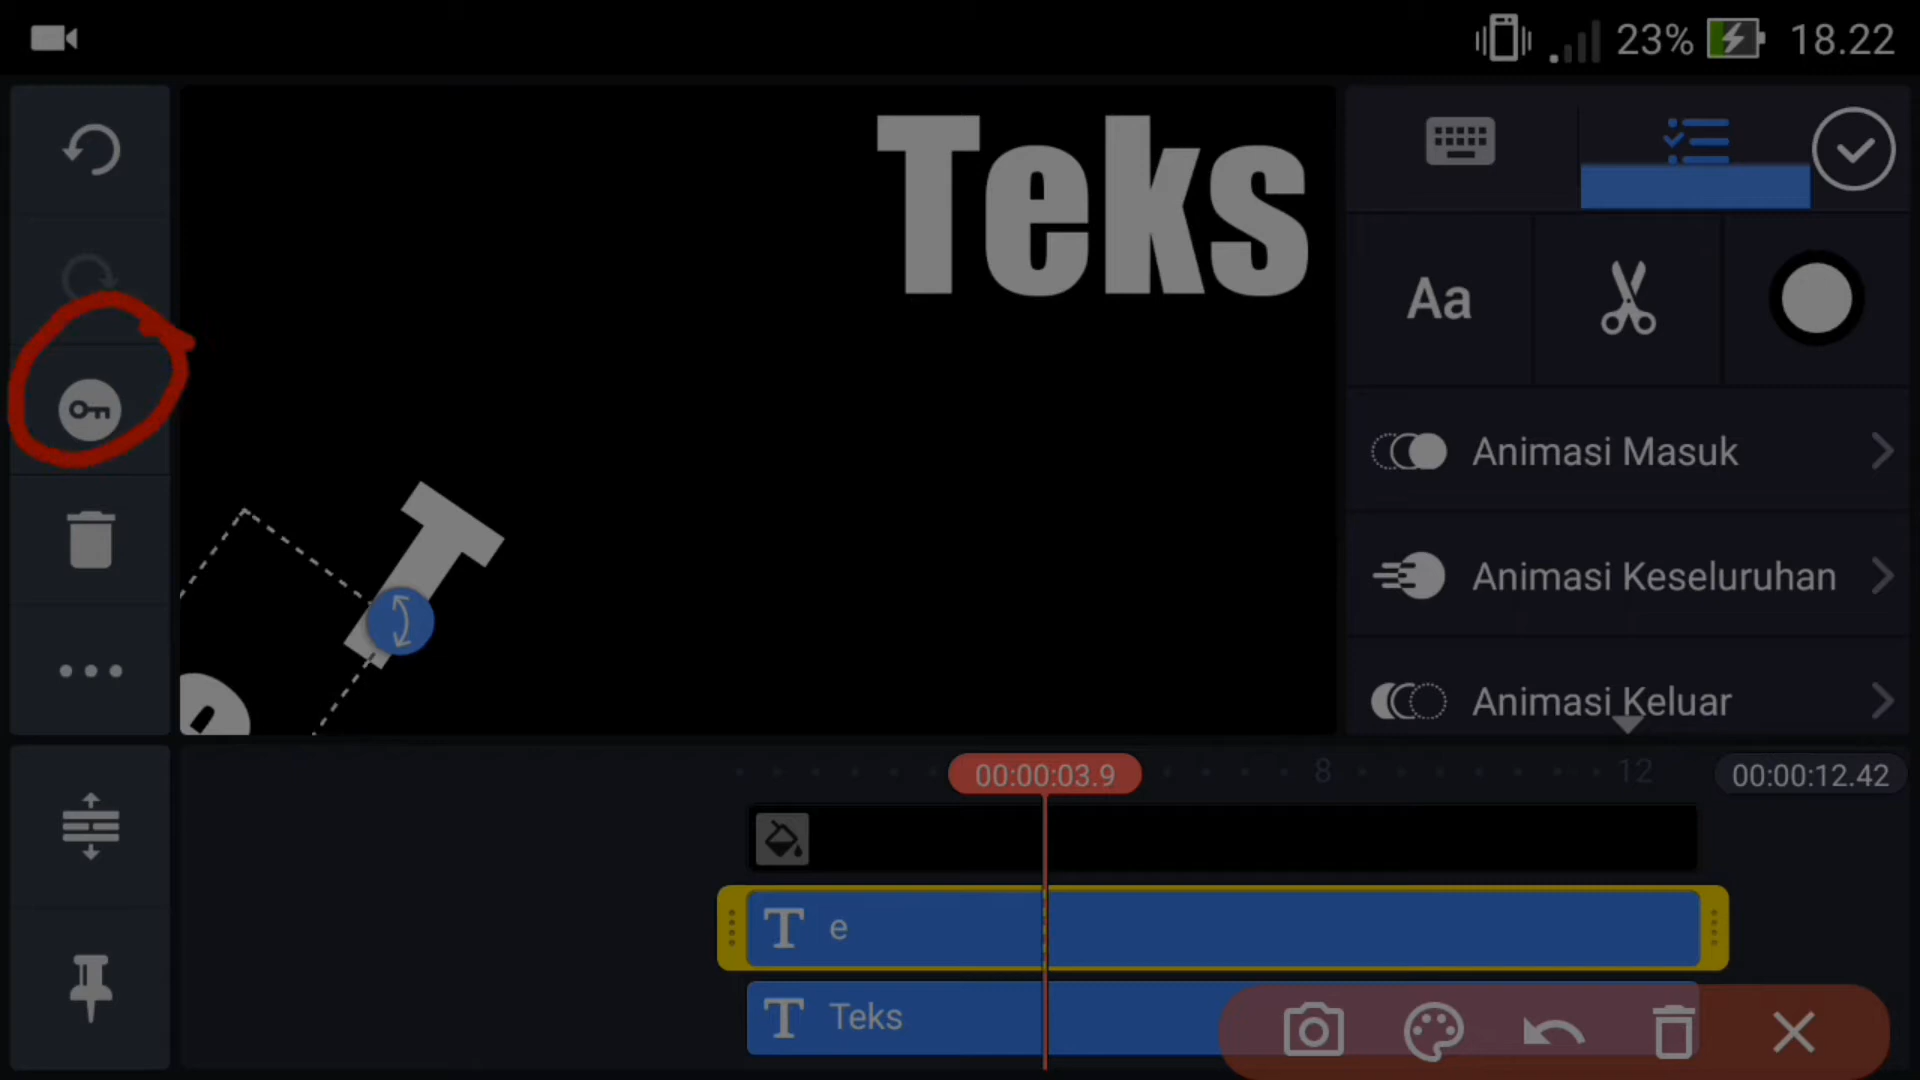 23% 18.22
Teks
Aa
Animasi Masuk
T
Animasi Keseluruhan
Animasi Keluar
00:00:03.9 8 12 00:00:12.42
T e
T Teks